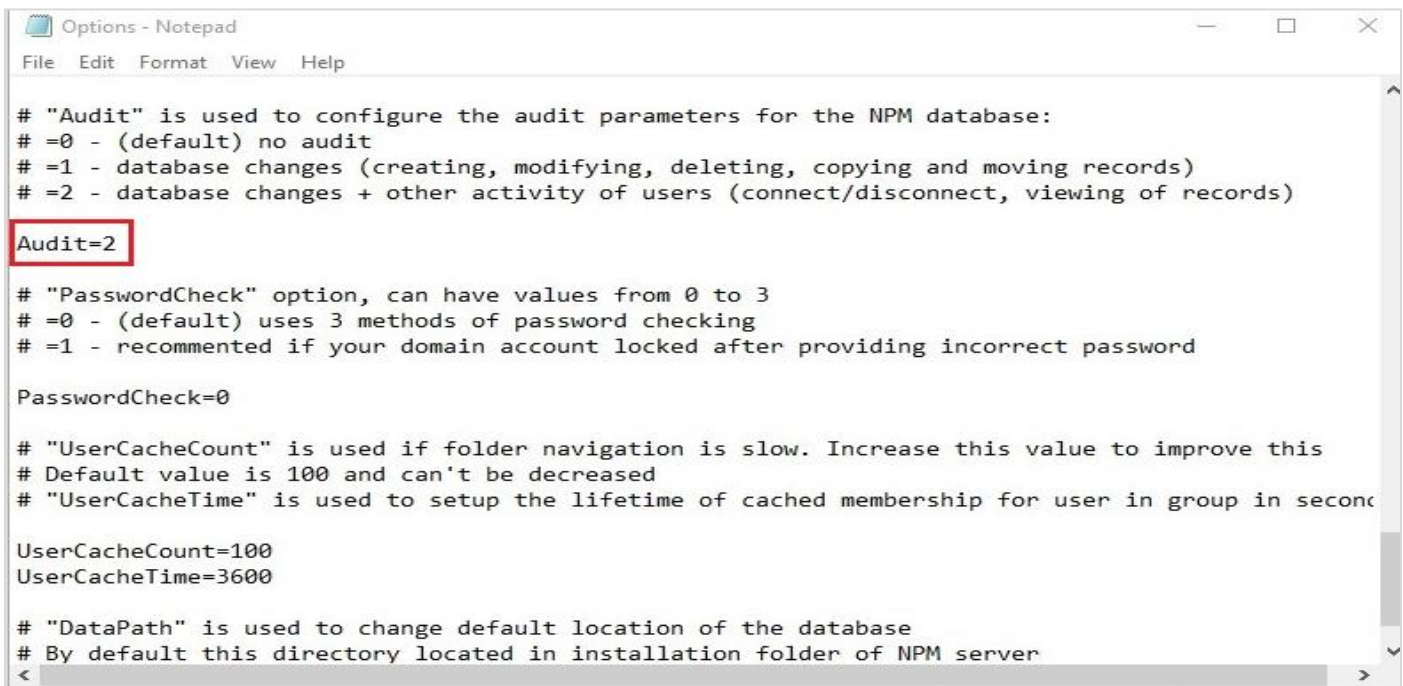 Options - Notepad
File Edit Format View Help
# "Audit" is used to configure the audit parameters for the NPM database:
# =0 - (default) no audit
# =1 - database changes (creating, modifying, deleting, copying and moving records)
# =2 - database changes + other activity of users (connect/disconnect, viewing of records)
Audit=2
# "PasswordCheck" option, can have values from 0 to 3
# =0 - (default) uses 3 methods of password checking
# =1 - recommented if your domain account locked after providing incorrect password
PasswordCheck=0
# "UserCacheCount" is used if folder navigation is slow. Increase this value to improve this
# Default value is 100 and can't be decreased
# "UserCacheTime" is used to setup the lifetime of cached membership for user in group in secon
UserCacheCount=100
UserCacheTime=3600
# "DataPath" is used to change default location of the database
# By default this directory located in installation folder of NPM server